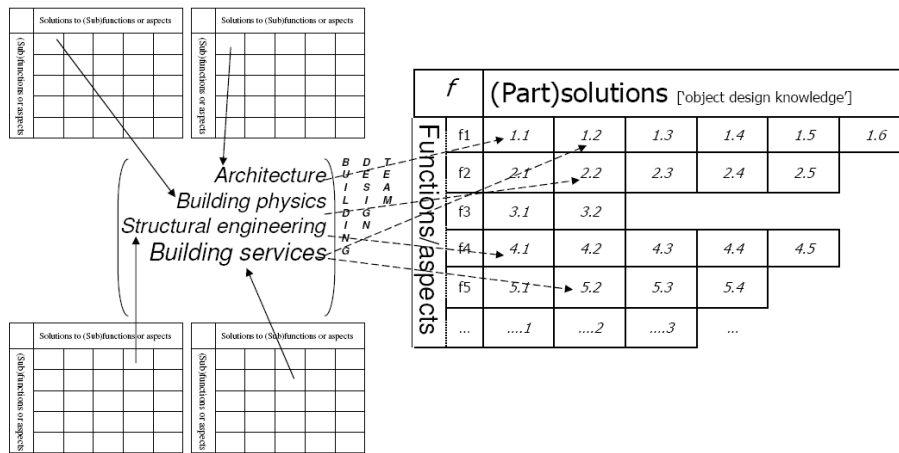 Solutions to (Sub)functions or aspects
(Sub)functions or aspects
Solutions to (Sub)functions or aspects
(Sub)functions or aspects
Architecture
Building physics
Structural engineering
Building services
BUILDING
DESIGN
TEAM
Solutions to (Sub)functions or aspects
(Sub)functions or aspects
Solutions to (Sub)functions or aspects
(Sub)functions or aspects
f (Part)solutions ['object design knowledge']
Functions/aspects
f1 1.1 1.2 1.3 1.4 1.5 1.6
f2 2.1 2.2 2.3 2.4 2.5
f3 3.1 3.2
f4 4.1 4.2 4.3 4.4 4.5
f5 5.1 5.2 5.3 5.4
... ....1 ....2 ....3 ...